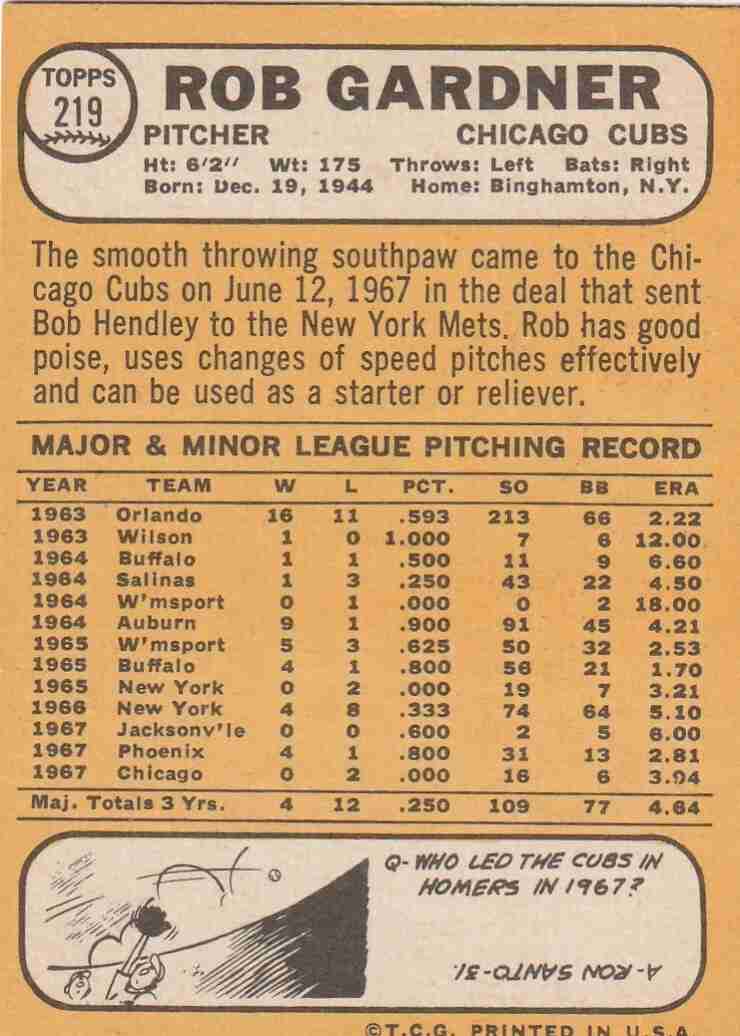 TOPPS
219
ROB GARDNER
PITCHER CHICAGO CUBS
Ht: 6'2" Wt: 175 Throws: Left Bats: Right
Born: Dec. 19, 1944 Home: Binghamton, N.Y.
The smooth throwing southpaw came to the Chi-
cago Cubs on June 12, 1967 in the deal that sent
Bob Hendley to the New York Mets. Rob has good
poise, uses changes of speed pitches effectively
and can be used as a starter or reliever.
MAJOR & MINOR LEAGUE PITCHING RECORD
YEAR TEAM W L PCT. SO BB ERA
1963 Orlando 16 11 .593 213 66 2.22
1963 Wilson 1 0 1.000 7 6 12.00
1964 Buffalo 1 1 .500 11 9 6.60
1964 Salinas 1 3 .250 43 22 4.50
1964 W'msport 0 1 .000 0 2 18.00
1964 Auburn 9 1 .900 91 45 4.21
1965 W'msport 5 3 .625 50 32 2.53
1965 Buffalo 4 1 .800 56 21 1.70
1965 New York 0 2 .000 19 7 3.21
1966 New York 4 8 .333 74 64 5.10
1967 Jacksonv'le 0 0 .600 2 5 6.00
1967 Phoenix 4 1 .800 31 13 2.81
1967 Chicago 0 2 .000 16 6 3.94
Maj. Totals 3 Yrs. 4 12 .250 109 77 4.64
Q- WHO LED THE CUBS IN
HOMERS IN 1967?
A- RON SANTO-31.
©T.C.G. PRINTED IN U.S.A.